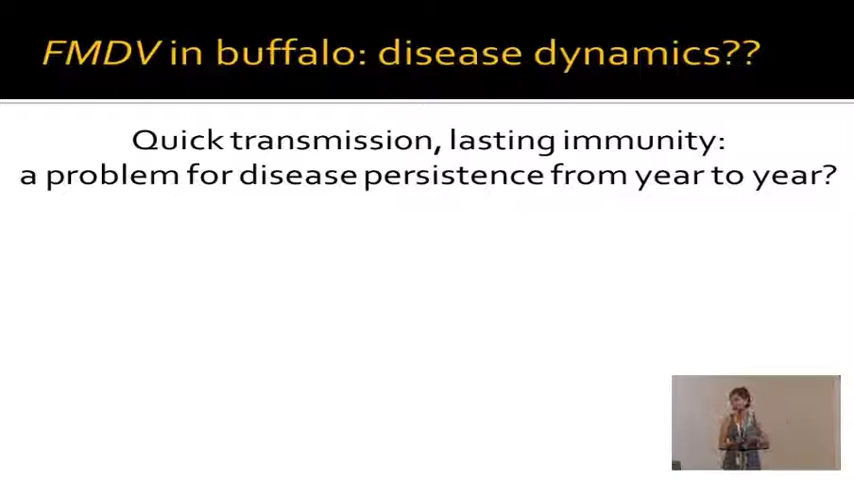 FMDV in buffalo: disease dynamics??
Quick transmission, lasting immunity:
a problem for disease persistence from year to year?